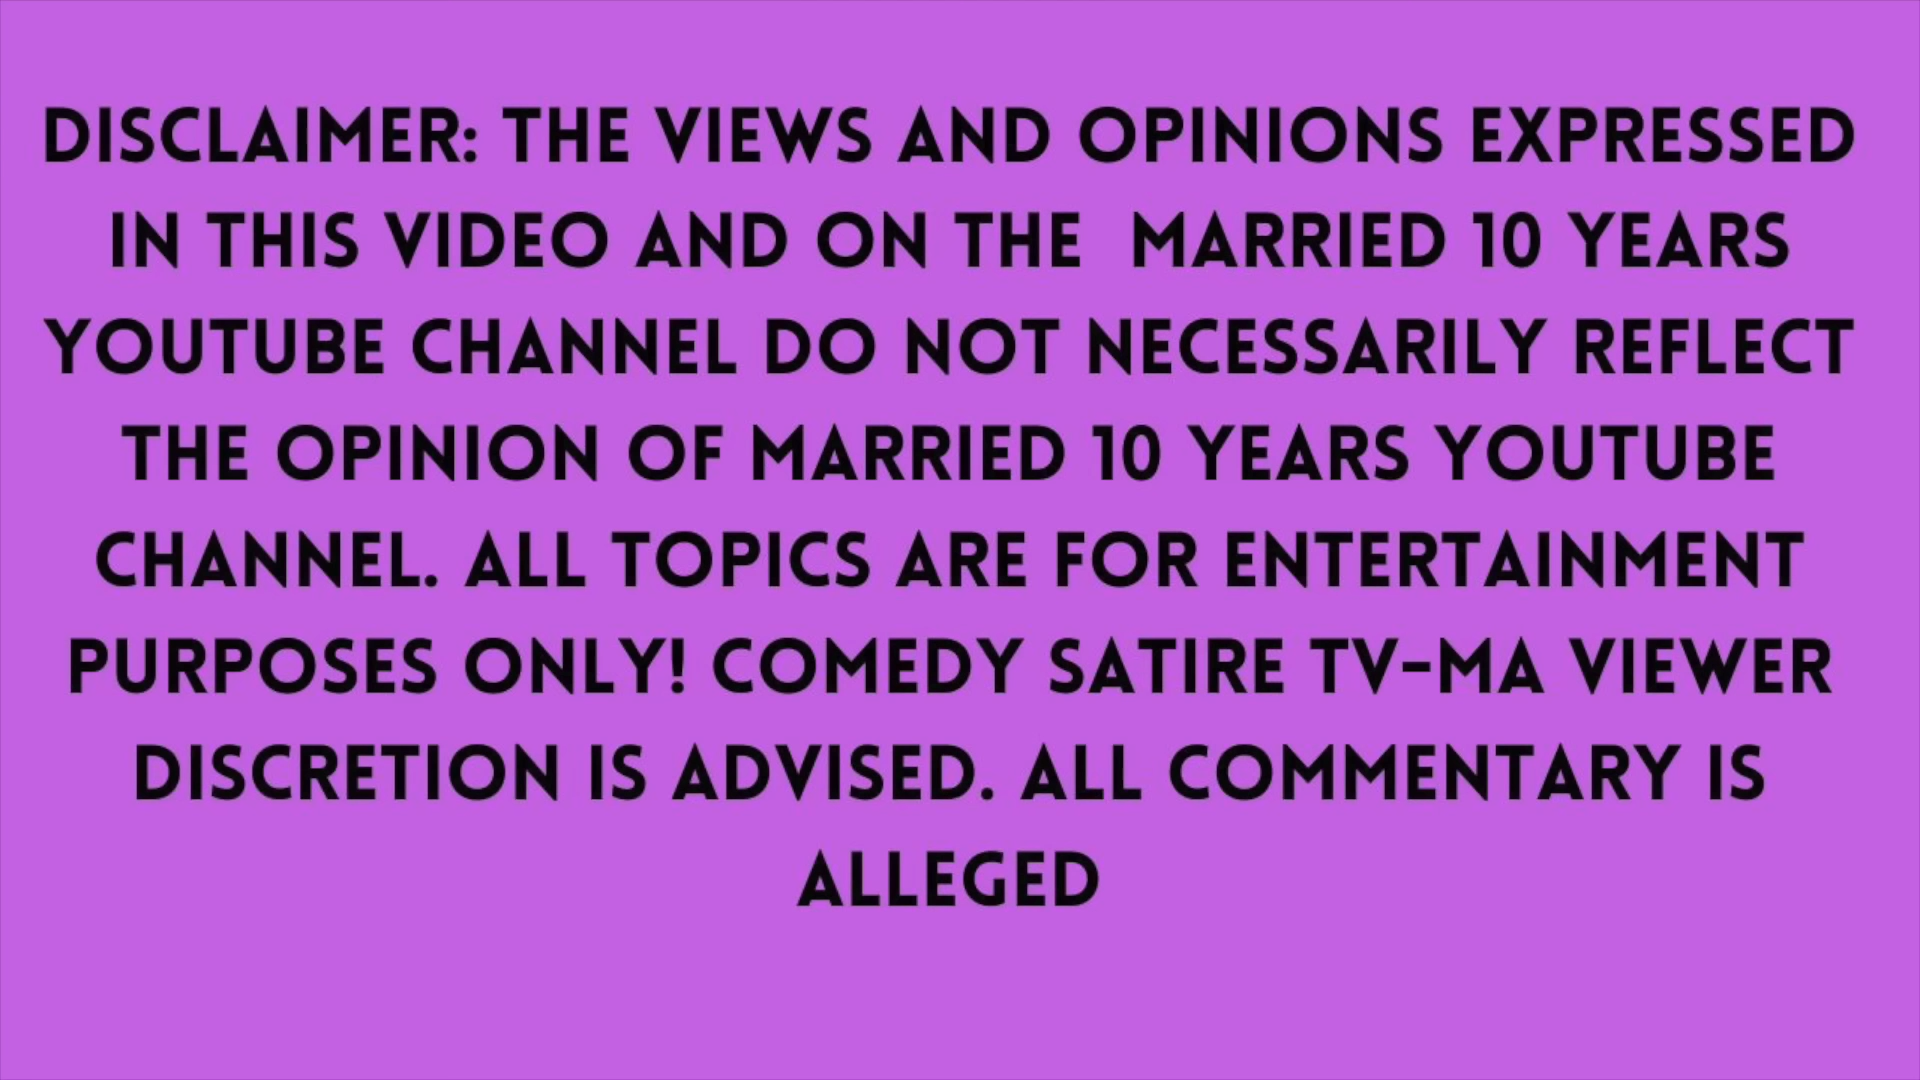 DISCLAIMER: THE VIEWS AND OPINIONS EXPRESSED
IN THIS VIDEO AND ON THE MARRIED 10 YEARS
YOUTUBE CHANNEL DO NOT NECESSARILY REFLECT
THE OPINION OF MARRIED 10 YEARS YOUTUBE
CHANNEL. ALL TOPICS ARE FOR ENTERTAINMENT
PURPOSES ONLY! COMEDY SATIRE TV-MA VIEWER
DISCRETION IS ADVISED. ALL COMMENTARY IS
ALLEGED